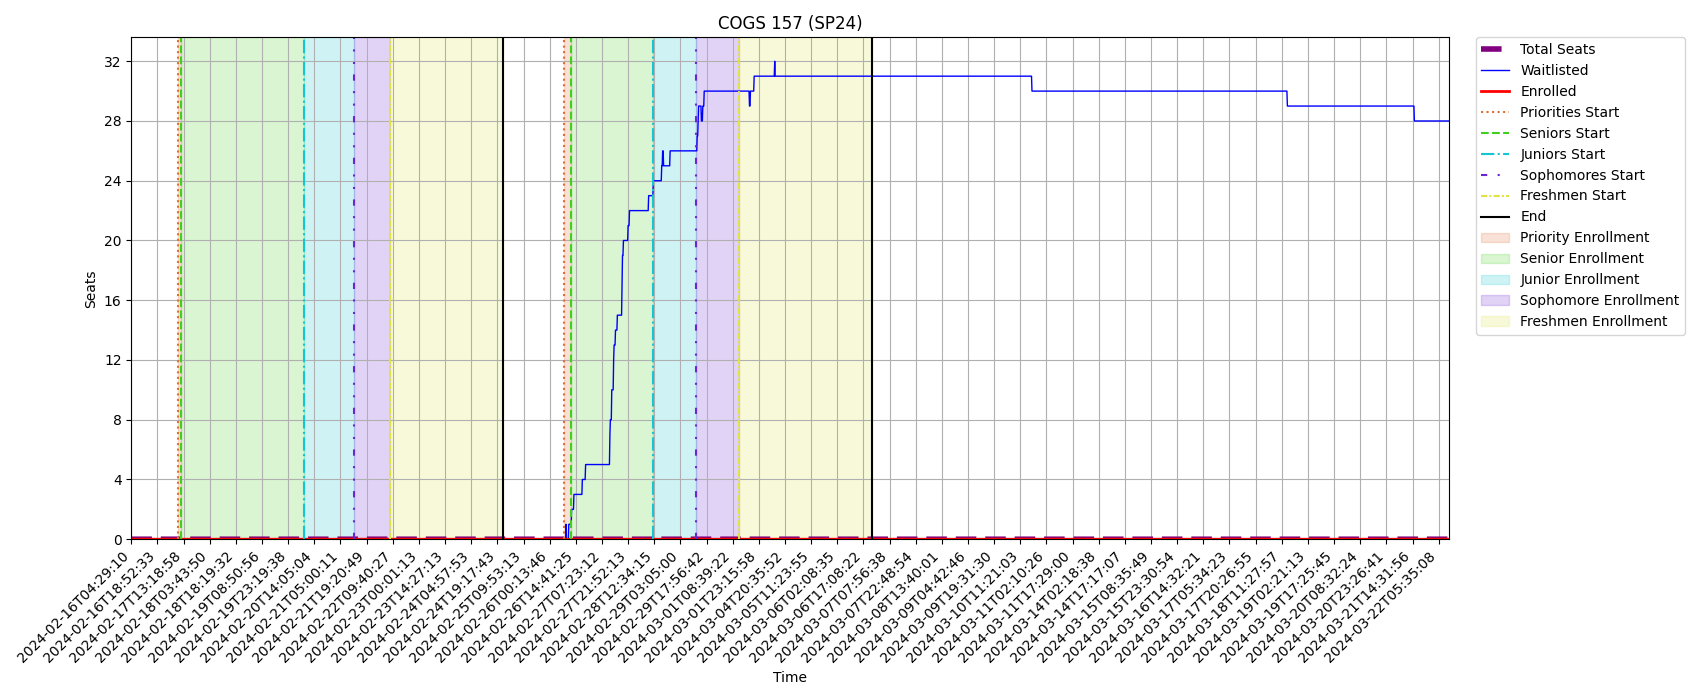 COGS 157 (SP24)
Seats
32
28
24
20
16
12
8
4
0
2024-02-16T04:29:10
2024-02-16T18:52:33
2024-02-17T13:18:58
2024-02-18T03:43:50
2024-02-18T18:19:32
2024-02-19T08:50:56
2024-02-19T23:19:38
2024-02-20T14:05:04
2024-02-21T05:00:11
2024-02-21T19:20:49
2024-02-22T09:40:27
2024-02-23T00:01:13
2024-02-23T14:27:13
2024-02-24T04:57:53
2024-02-24T19:17:43
2024-02-25T09:53:13
2024-02-26T00:13:46
2024-02-26T14:41:25
2024-02-27T07:23:12
2024-02-27T21:52:13
2024-02-28T12:34:15
2024-02-29T03:05:00
2024-02-29T17:56:42
2024-03-01T08:39:22
2024-03-01T23:15:58
2024-03-04T20:35:52
2024-03-05T11:23:55
2024-03-06T02:08:35
2024-03-06T17:08:22
2024-03-07T07:56:38
2024-03-07T22:48:54
2024-03-08T13:40:01
2024-03-09T04:42:46
2024-03-09T19:31:30
2024-03-10T11:21:03
2024-03-11T02:10:26
2024-03-11T17:29:00
2024-03-14T02:18:38
2024-03-14T17:17:07
2024-03-15T08:35:49
2024-03-15T23:30:54
2024-03-16T14:32:21
2024-03-17T05:34:23
2024-03-17T20:26:55
2024-03-18T11:27:57
2024-03-19T02:21:13
2024-03-19T17:25:45
2024-03-20T08:32:24
2024-03-20T23:26:41
2024-03-21T14:31:56
2024-03-22T05:35:08
Time
Total Seats
Waitlisted
Enrolled
Priorities Start
Seniors Start
Juniors Start
Sophomores Start
Freshmen Start
End
Priority Enrollment
Senior Enrollment
Junior Enrollment
Sophomore Enrollment
Freshmen Enrollment